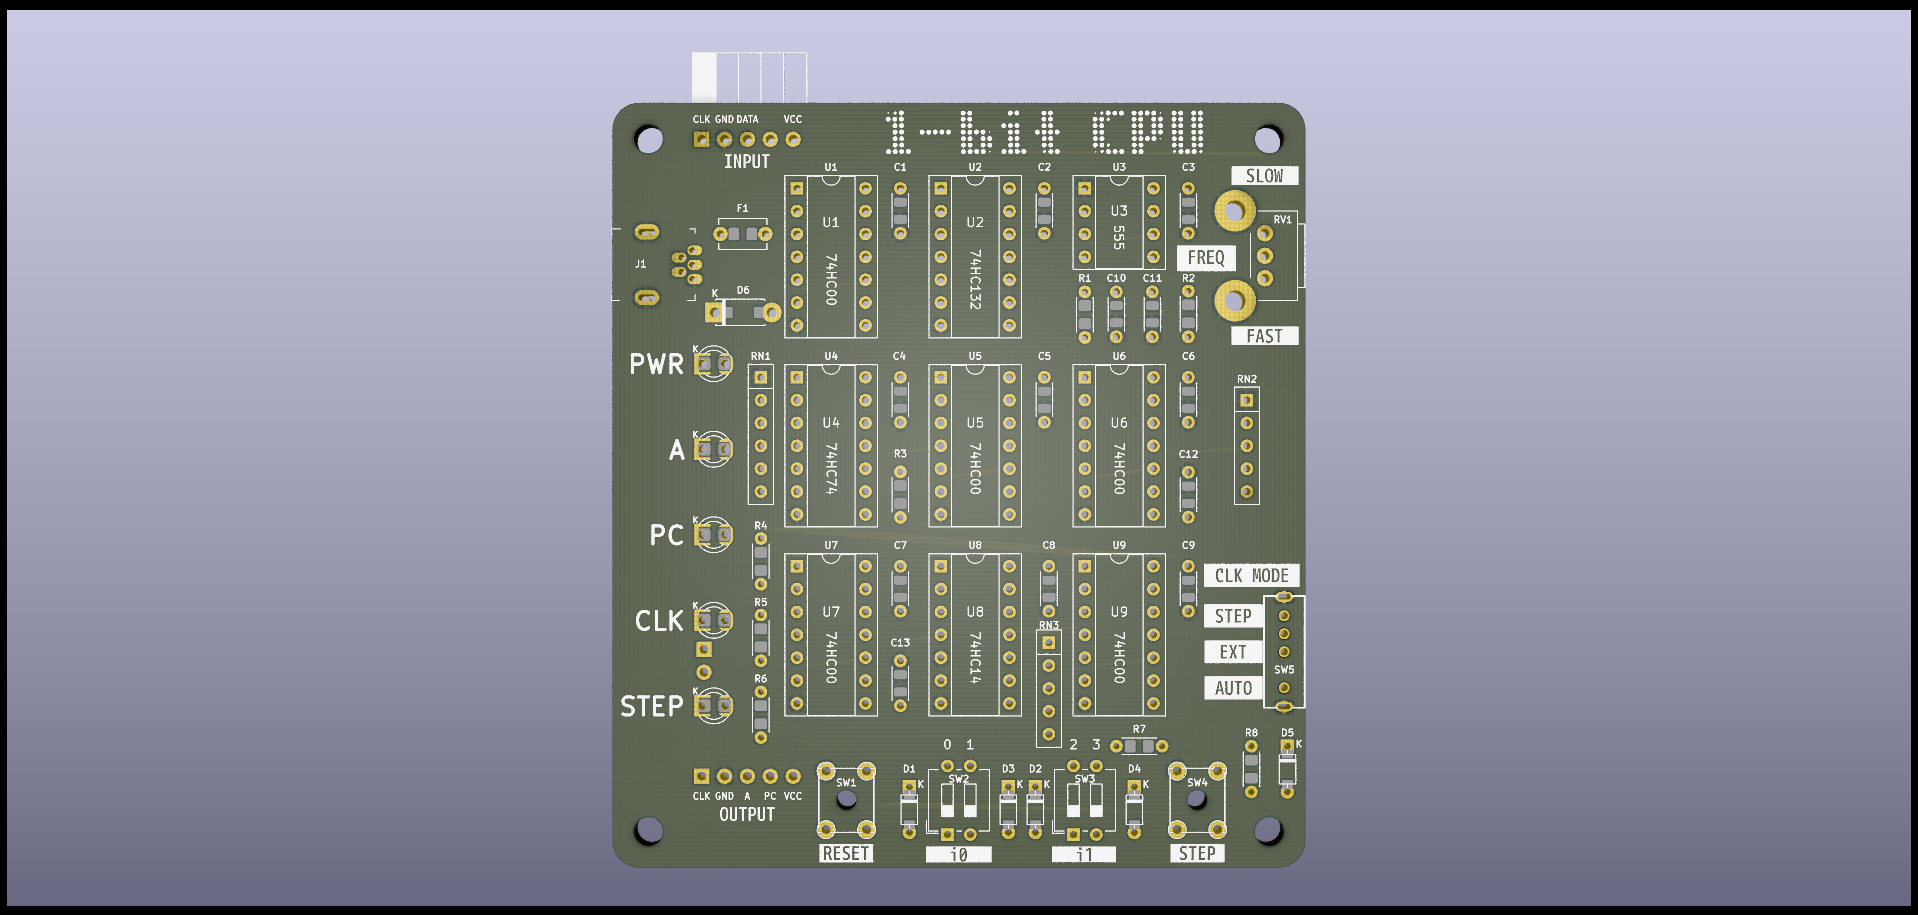 1-bit CPU
CLK GND DATA VCC
INPUT
U1 C1 U2 C2 U3 C3
SLOW
F1
U1
74HC00
U2
74HC132
U3
555
RV1
FREQ
J1
K D6
R1 C10 C11 R2
FAST
PWR
K
RN1 U4 C4 U5 C5 U6 C6
RN2
A
K
U4
74HC74
R3
U5
74HC00
U6
74HC00
C12
PC
K
R4
U7 C7 U8 C8 U9 C9
CLK MODE
CLK
K
R5
U7
74HC00
C13
U8
74HC14
RN3
U9
74HC00
STEP
EXT
SW5
AUTO
STEP
K
R6
R7
R8
D5
K
0 1
2 3
CLK GND A PC VCC
OUTPUT
SW1
D1
K
SW2
D3
K
D2
K
SW3
D4
K
SW4
RESET
i0
i1
STEP